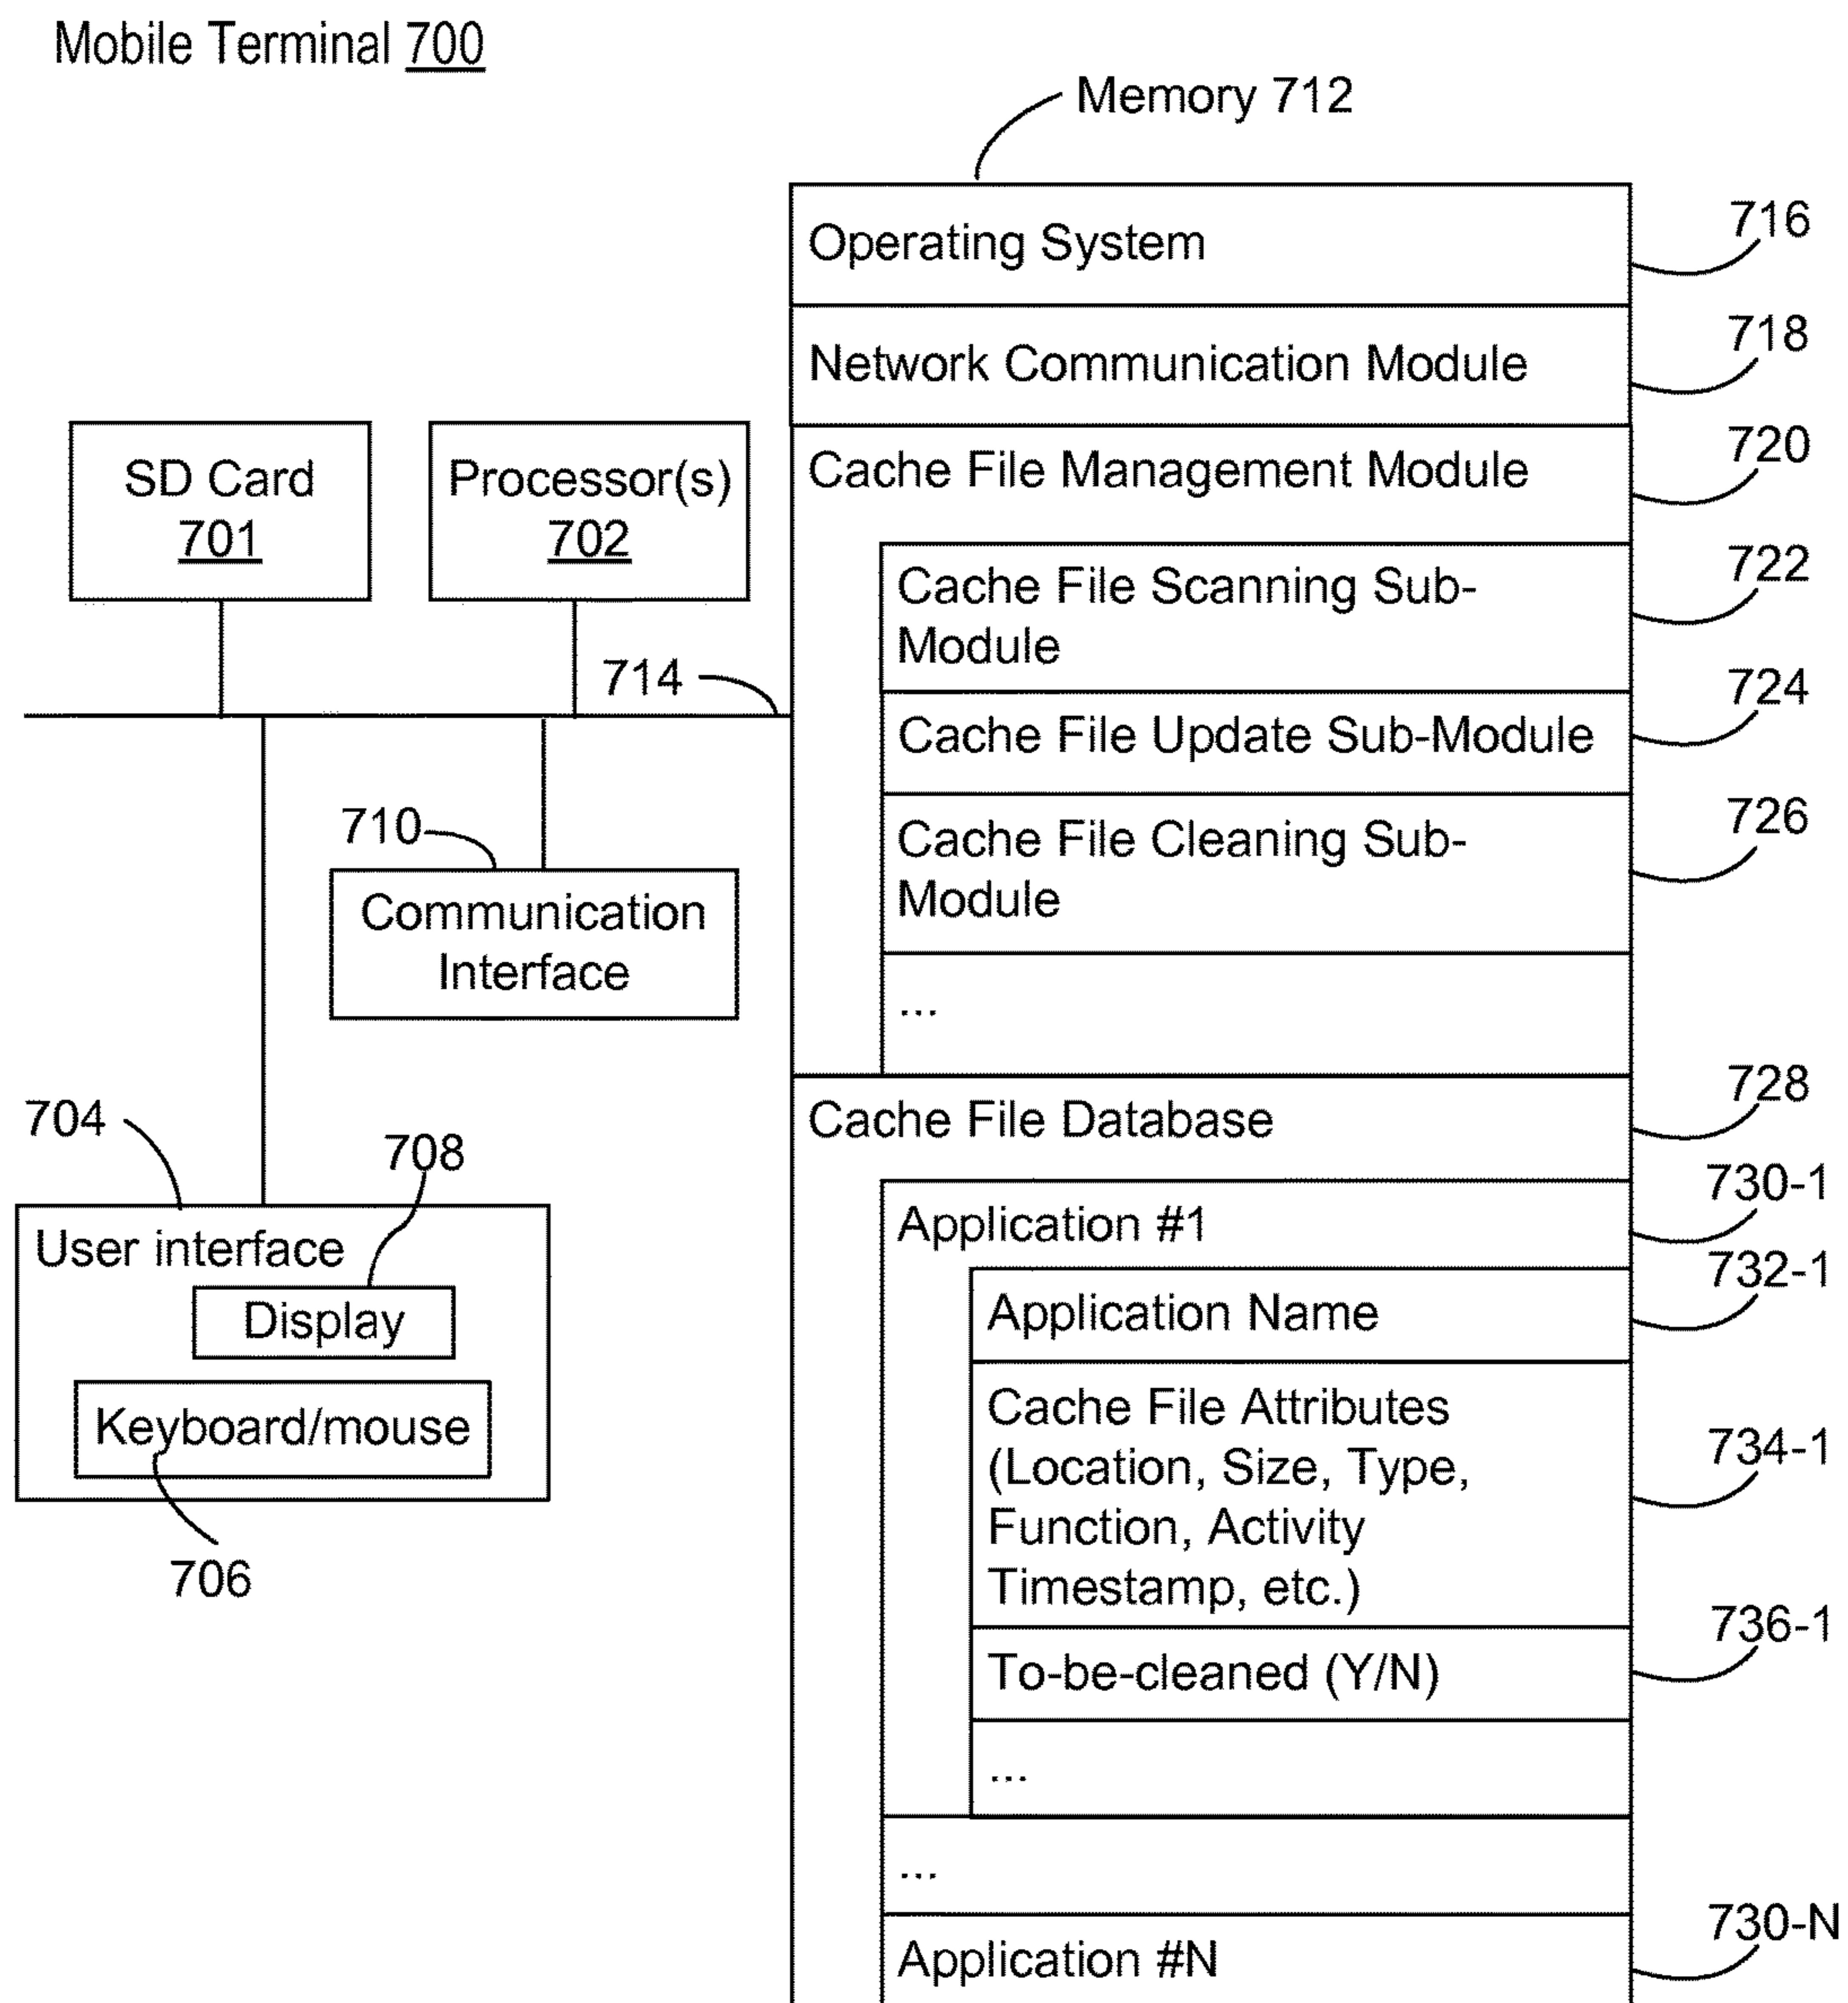 Mobile Terminal 700
Memory 712
Operating System
716
Network Communication Module
718
SD Card
701
Processor(s)
702
Cache File Management Module
720
Cache File Scanning Sub-
Module
722
714
Cache File Update Sub-Module
724
710
Communication
Interface
Cache File Cleaning Sub-
Module
726
...
704
708
User interface
Display
Keyboard/mouse
706
Cache File Database
728
Application #1
730-1
Application Name
732-1
Cache File Attributes
(Location, Size, Type,
Function, Activity
Timestamp, etc.)
734-1
To-be-cleaned (Y/N)
736-1
...
...
Application #N
730-N